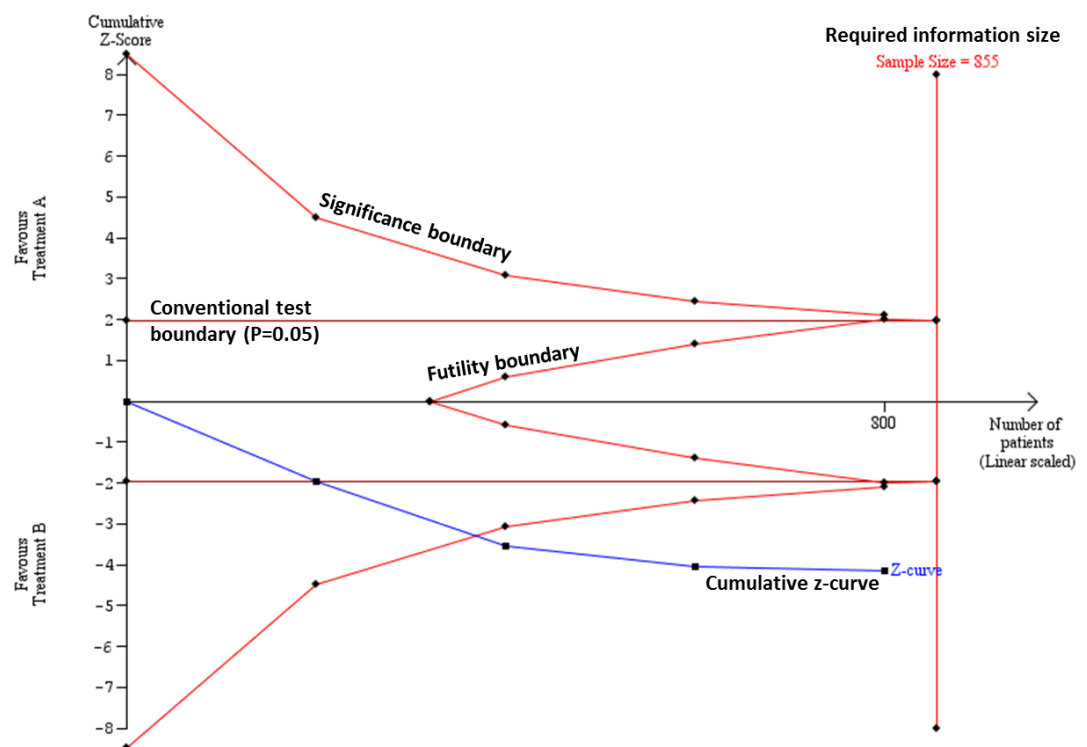 Cumulative
Z-Score
Required information size
Sample Size = 855
8
7
6
5
4
3
2
1
-1
-2
-3
-4
-5
-6
-7
-8
Favours
Treatment A
Significance boundary
Conventional test
boundary (P=0.05)
Futility boundary
800
Number of
patients
(Linear scaled)
Favours
Treatment B
Z-curve
Cumulative z-curve